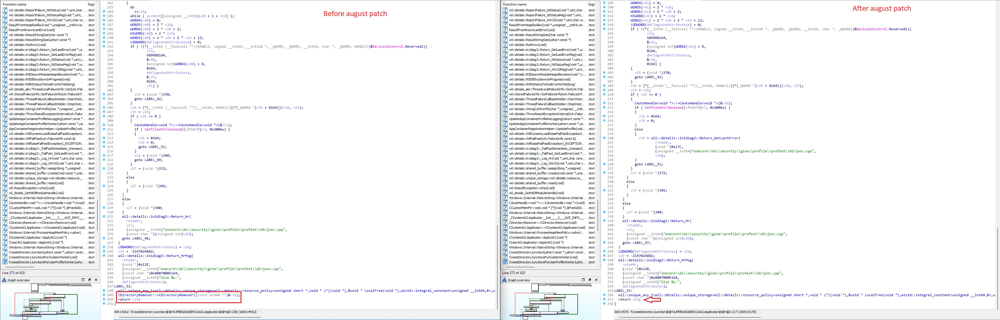 Function name Segr
wil::details::ReportFailure_NtStatus(void *,uint,char... .text
wil::details::ReportFailure_NtStatusMsg(void *,uint,... .text
wil::details::ReportFailure_Win32(void *,uint,char co... .text
ResultFromHeapReAlloc(void *,unsigned __int64,voi... .text
ResultFromKnownLastError(void) .text
wil::details::ResultStringSize(char const *) .text
wil::details::ResultStringSize(ushort const *) .text
wil::details::Rethrow(void) .text
wil::details::in1diag3::Return_GetLastError(void *,ui... .text
wil::details::in1diag3::Return_GetLastErrorMsg(void ... .text
wil::details::in1diag3::Return_NtStatus(void *,uint,c... .text
wil::details::in1diag3::Return_NtStatusMsg(void *,ui... .text
wil::details::in1diag3::Return_Win32Msg(void *,uint,... .text
wil::details::RtlDisownModuleHeapAllocation(void *,v... .text
wil::details::RtlDllShutdownInProgress(void) .text
wil::details::RtlNtStatusToDosErrorNoTeb(long) .text
wil::details_abi::ThreadLocalFailureInfo::Set(wil::Fail... .text
wil::StoredFailureInfo::SetFailureInfo(wil::FailureInf... .text
wil::details::ThreadFailureCallbackHolder::StartWatc... .text
wil::details::ThreadFailureCallbackHolder::StopWatc... .text
wil::details::StringCchPrintfA(char *,unsigned __int6... .text
wil::details::ThrowResultExceptionInternal(wil::Failur... .text
UpdateAppContainerProfileNoLogging(ushort const *... .text
UpdateAppContainerProfileWorker(ushort const *,us... .text
AppContainerRegistrationHelper::UpdateProfile(void... .text
wil::details::WilDynamicLoadRaiseFailFastException(... .text
wil::details::WilFailFast(wil::FailureInfo const &) .text
wil::details::WilRaiseFailFastException(_EXCEPTION... .text
wil::details::in1diag3::_FailFastImmediate_Unexpect... .text
wil::details::in1diag3::_FailFast_GetLastError(void *,... .text
wil::details::in1diag3::_Log_Hr(void *,uint,char cons... .text
wil::details::in1diag3::_Log_Win32(void *,uint,char c... .text
wil::details::shared_buffer::assign(long *,unsigned ... .text
wil::details::shared_buffer::create(void const *,unsi... .text
wil::details::unique_storage<wil::details::resource_... .text
wil::details::shared_buffer::reset(void) .text
wil::ResultException::what(void) .text
wil_details_GetNtDllModuleHandle(void) .text
Windows::Internal::NativeString<Windows::Internal... .text
CAutoHandle<void *>::~CAutoHandle<void *>(void) .text
CCustomMemPtr<void,void * (*)(void *),&FreeSid(v... .text
Windows::Internal::NativeString<Windows::Internal... .text
_CSystemACLApplicator__Init____2___ACE_INFO__... .text
CDirectoryRemover::~CDirectoryRemover(void) .text
CSystemACLApplicator::~CSystemACLApplicator(void) .text
Windows::Internal::ProcessHeapMemPolicy<ushort... .text
CSystemACLApplicator::ApplyACL(void *) .text
CUserACLApplicator::ApplyACL(void *) .text
Windows::Internal::NativeString<Windows::Internal... .text
CreateDirectoryJunction(ushort const *,ushort const... .text
CreateDirectoryJunctionsForSystemWorker(void) .text
CreateDirectoryJunctionsForUserProfileWorker(usho... .text
Line 373 of 420
Graph overview
Before august patch
182 {
183 do
184 ++v14;
185 while ( pszDest[(unsigned __int16)v28 + 1 + v14] );
186 WORD4(v40) = 0;
187 WORD5(v40) = 2 * v28;
188 WORD6(v40) = 2 * v28 + 2;
189 HIWORD(v40) = 2 * v14;
190 WORD2(v40) = 2 * v28 + 2 * v14 + 12;
191 LODWORD(dwFlagsAndAttributesa) = 0;
192 if ( !(*(__int64 (__fastcall **)(HANDLE, signed __int64, __int128 *, _QWORD, _QWORD, __int64, char *, _QWORD, HANDLE))&DeviceIoControl.Reserved1)(
193 v23,
194 589988i64,
195 &v40,
196 (unsigned int)WORD2(v40) + 8,
197 0i64,
198 dwFlagsAndAttributesa,
199 &v37,
200 0i64,
201 v31) )
202 {
203 v25 = (void *)370;
204 goto LABEL_42;
205 }
206 v26 = (*(__int64 (__fastcall **)(__int64, HANDLE))(*(_QWORD *)v38 + 8i64))(v38, v23);
207 v19 = v26;
208 if ( v26 >= 0 )
209 {
210 CAutoHandle<void *>::~CAutoHandle<void *>(&v31);
211 if ( SetFileAttributesW((LPCWSTR)v7, 0x2006u) )
212 {
213 v36 = 0i64;
214 v19 = 0;
215 goto LABEL_51;
216 }
217 v22 = (void *)380;
218 goto LABEL_49;
219 }
220 v27 = (void *)372;
221 }
222 else
223 {
224 v27 = (void *)345;
225 }
226 }
227 else
228 {
229 v27 = (void *)340;
230 }
231 wil::details::in1diag3::Return_Hr(
232 retaddr,
233 v27,
234 (unsigned __int64)"onecore\\ds\\security\\gina\\profile\\profext\\dirjunc.cpp",
235 (const char *)(unsigned int)v26);
236 goto LABEL_46;
237 }
238 LODWORD(dwFlagsAndAttributes) = v16;
239 v19 = -2147024882;
240 wil::details::in1diag3::Return_HrMsg(
241 retaddr,
242 (void *)0x12E,
243 (unsigned __int64)"onecore\\ds\\security\\gina\\profile\\profext\\dirjunc.cpp",
244 (const char *)0x8007000Ei64,
245 (unsigned __int64)"Size %u.",
246 dwFlagsAndAttributes);
247 LABEL_52:
248 wil::unique_any_t<wil::details::unique_storage<wil::details::resource_policy<unsigned short *,void * (*)(void *),&void * LocalFree(void *),wistd::integral_constant<unsigned __int64,0>,u
249 CDirectoryRemover::~CDirectoryRemover((const WCHAR **)&v36);
250 return v19;
251 }
000143A2 ?CreateDirectoryJunction@@YAJPEBG00AEBVCAACLApplicator@@H@Z:238 (180014FA2)
Function name Segr
wil::details::ReportFailure_NtStatus(void *,uint,char... .text
wil::details::ReportFailure_NtStatusMsg(void *,uint,... .text
wil::details::ReportFailure_Win32(void *,uint,char co... .text
ResultFromHeapReAlloc(void *,unsigned __int64,voi... .text
ResultFromKnownLastError(void) .text
wil::details::ResultStringSize(char const *) .text
wil::details::ResultStringSize(ushort const *) .text
wil::details::Rethrow(void) .text
wil::details::in1diag3::Return_GetLastError(void *,ui... .text
wil::details::in1diag3::Return_GetLastErrorMsg(void ... .text
wil::details::in1diag3::Return_NtStatus(void *,uint,c... .text
wil::details::in1diag3::Return_NtStatusMsg(void *,ui... .text
wil::details::in1diag3::Return_Win32Msg(void *,uint,... .text
wil::details::RtlDisownModuleHeapAllocation(void *,v... .text
wil::details::RtlDllShutdownInProgress(void) .text
wil::details::RtlNtStatusToDosErrorNoTeb(long) .text
wil::details_abi::ThreadLocalFailureInfo::Set(wil::Fail... .text
wil::StoredFailureInfo::SetFailureInfo(wil::FailureInf... .text
wil::details::ThreadFailureCallbackHolder::StartWatc... .text
wil::details::ThreadFailureCallbackHolder::StopWatc... .text
wil::details::StringCchPrintfA(char *,unsigned __int6... .text
wil::details::ThrowResultExceptionInternal(wil::Failur... .text
UpdateAppContainerProfileNoLogging(ushort const *... .text
UpdateAppContainerProfileWorker(ushort const *,us... .text
AppContainerRegistrationHelper::UpdateProfile(void... .text
wil::details::WilDynamicLoadRaiseFailFastException(... .text
wil::details::WilFailFast(wil::FailureInfo const &) .text
wil::details::WilRaiseFailFastException(_EXCEPTION... .text
wil::details::in1diag3::_FailFastImmediate_Unexpect... .text
wil::details::in1diag3::_FailFast_GetLastError(void *,... .text
wil::details::in1diag3::_Log_Hr(void *,uint,char cons... .text
wil::details::in1diag3::_Log_Win32(void *,uint,char c... .text
wil::details::shared_buffer::assign(long *,unsigned ... .text
wil::details::shared_buffer::create(void const *,unsi... .text
wil::details::unique_storage<wil::details::resource_... .text
wil::details::shared_buffer::reset(void) .text
wil::ResultException::what(void) .text
wil_details_GetNtDllModuleHandle(void) .text
Windows::Internal::NativeString<Windows::Internal... .text
CAutoHandle<void *>::~CAutoHandle<void *>(void) .text
CCustomMemPtr<void,void * (*)(void *),&FreeSid(v... .text
Windows::Internal::NativeString<Windows::Internal... .text
_CSystemACLApplicator__Init____2___ACE_INFO__... .text
CDirectoryRemover::~CDirectoryRemover(void) .text
CSystemACLApplicator::~CSystemACLApplicator(void) .text
Windows::Internal::ProcessHeapMemPolicy<ushort... .text
CSystemACLApplicator::ApplyACL(void *) .text
CUserACLApplicator::ApplyACL(void *) .text
Windows::Internal::NativeString<Windows::Internal... .text
CreateDirectoryJunction(ushort const *,ushort const... .text
CreateDirectoryJunctionsForSystemWorker(void) .text
CreateDirectoryJunctionsForUserProfileWorker(usho... .text
Line 373 of 420
Graph overview
After august patch
189 WORD4(v41) = 0;
190 WORD5(v41) = 2 * v28;
191 WORD6(v41) = 2 * v28 + 2;
192 HIWORD(v41) = 2 * v14;
193 WORD2(v41) = 2 * v28 + 2 * v14 + 12;
194 LODWORD(dwFlagsAndAttributesa) = 0;
195 if ( !(*(__int64 (__fastcall **)(HANDLE, signed __int64, __int128 *, _QWORD, _QWORD, __int64, char *, _QWORD))&DeviceIoControl.Reserved1)(
196 v23,
197 589988i64,
198 &v41,
199 (unsigned int)WORD2(v41) + 8,
200 0i64,
201 dwFlagsAndAttributesa,
202 &v38,
203 0i64) )
204 {
205 v25 = (void *)370;
206 goto LABEL_43;
207 }
208 v26 = (*(__int64 (__fastcall **)(__int64, HANDLE))(*(_QWORD *)v39 + 8i64))(v39, v23);
209 v19 = v26;
210 if ( v26 >= 0 )
211 {
212 CAutoHandle<void *>::~CAutoHandle<void *>(&v36);
213 if ( SetFileAttributesW((LPCWSTR)v7, 0x2006u) )
214 {
215 v32 = 0i64;
216 v19 = 0;
217 }
218 else
219 {
220 v19 = wil::details::in1diag3::Return_GetLastError(
221 retaddr,
222 (void *)0x17C,
223 (unsigned __int64)"onecore\\ds\\security\\gina\\profile\\profext\\dirjunc.cpp",
224 v29);
225 }
226 goto LABEL_51;
227 }
228 v27 = (void *)372;
229 }
230 else
231 {
232 v27 = (void *)345;
233 }
234 }
235 else
236 {
237 v27 = (void *)340;
238 }
239 wil::details::in1diag3::Return_Hr(
240 retaddr,
241 v27,
242 (unsigned __int64)"onecore\\ds\\security\\gina\\profile\\profext\\dirjunc.cpp",
243 (const char *)(unsigned int)v26);
244 goto LABEL_47;
245 }
246 LODWORD(dwFlagsAndAttributes) = v16;
247 v19 = -2147024882;
248 wil::details::in1diag3::Return_HrMsg(
249 retaddr,
250 (void *)0x12B,
251 (unsigned __int64)"onecore\\ds\\security\\gina\\profile\\profext\\dirjunc.cpp",
252 (const char *)0x8007000Ei64,
253 (unsigned __int64)"Size %u.",
254 dwFlagsAndAttributes);
255 LABEL_53:
256 wil::unique_any_t<wil::details::unique_storage<wil::details::resource_policy<unsigned short *,void * (*)(void *),&void * LocalFree(void *),wistd::integral_constant<unsigned __int64,0>,u
257 return v19;
258 }
00014570 ?CreateDirectoryJunction@@YAJPEBG00AEBVCAACLApplicator@@H@Z:217 (180015170)